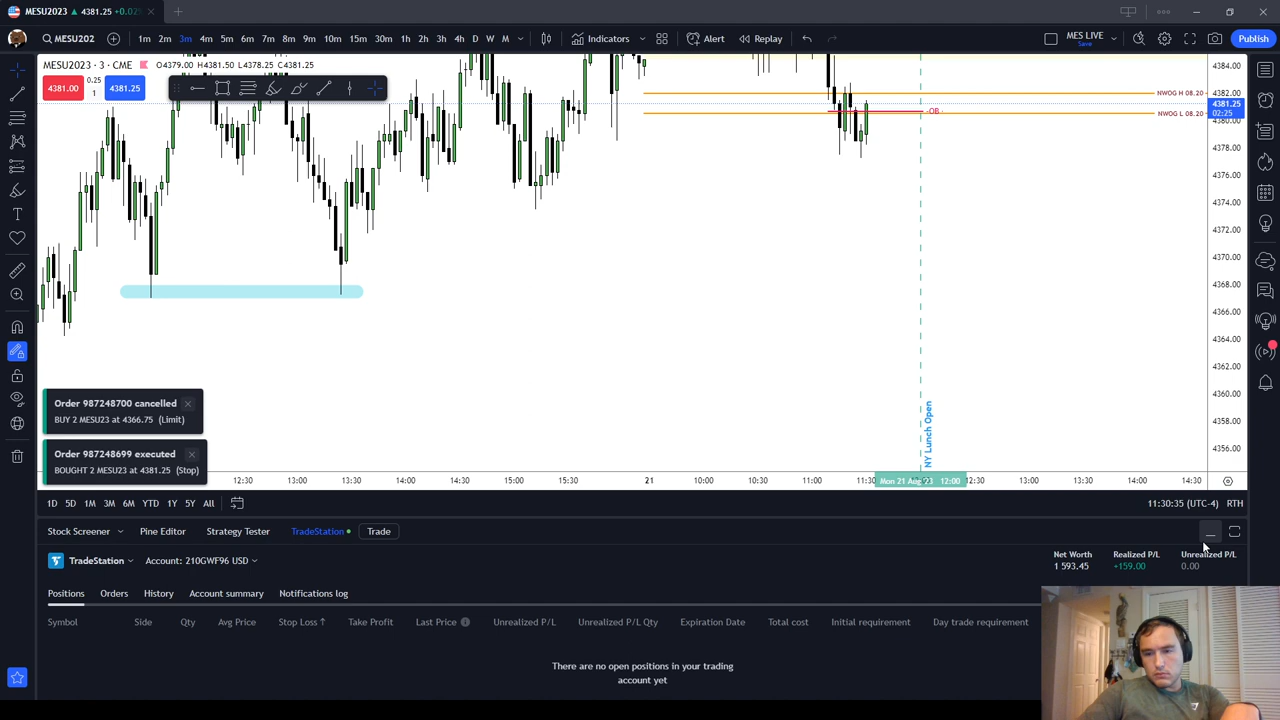 MESU2023 ▲ 4381.25 +0.02
MESU202 1m 2m 3m 4m 5m 6m 7m 8m 9m 10m 15m 30m 1h 2h 3h 4h D W M Indicators Alert Replay MES LIVE Save Publish
MESU2023 · 3 · CME O4379.00 H4381.50 L4378.25 C4381.25
4381.00 0.25 1 4381.25
4384.00
4382.00
4381.25
02:25
4380.00
4378.00
4376.00
4374.00
4372.00
4370.00
4368.00
4366.00
4364.00
4362.00
4360.00
4358.00
4356.00
NWOG H 08.20
-OB-
NWOG L 08.20
NY Lunch Open
Order 987248700 cancelled
BUY 2 MESU23 at 4366.75 (Limit)
Order 987248699 executed
BOUGHT 2 MESU23 at 4381.25 (Stop)
12:30 13:00 13:30 14:00 14:30 15:00 15:30 21 10:00 10:30 11:00 11:30 Mon 21 Aug 12:00 12:30 13:00 13:30 14:00 14:30
1D 5D 1M 3M 6M YTD 1Y 5Y All 11:30:35 (UTC-4) RTH
Stock Screener Pine Editor Strategy Tester TradeStation Trade
TradeStation Account: 210GWF96 USD
Net Worth Realized P/L Unrealized P/L
1 593.45 +159.00 0.00
Positions Orders History Account summary Notifications log
Symbol Side Qty Avg Price Stop Loss ↑ Take Profit Last Price Unrealized P/L Unrealized P/L Qty Expiration Date Total cost Initial requirement Day trade requirement
There are no open positions in your trading
account yet